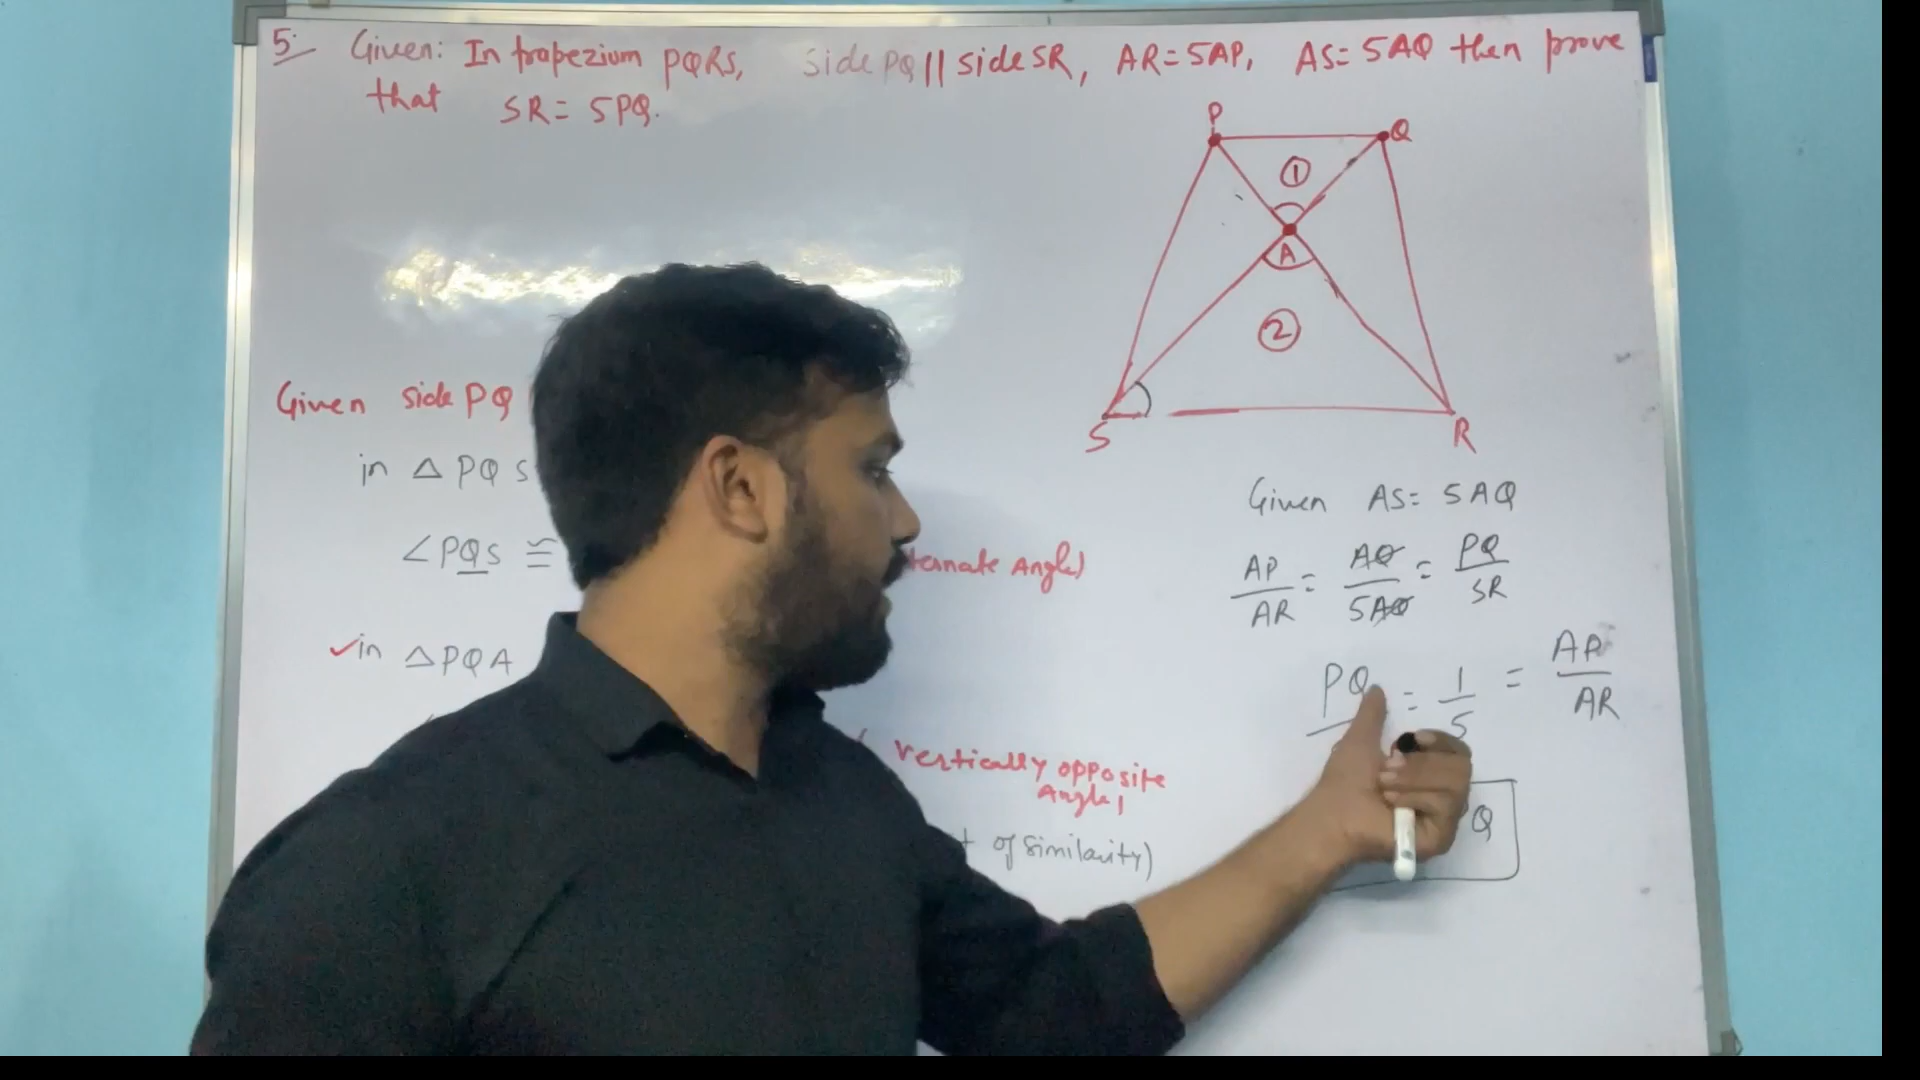 5. Given: In trapezium PQRS, side PQ || side SR, AR = 5AP, AS = 5AQ then prove
that SR = 5PQ.
P
Q
①
A
②
S
R
Given side PQ
in △ PQS
∠PQS ≅
ternate Angle)
✓in △PQA
(vertically opposite
Angle)
of similarity)
Given AS = 5AQ
AP/AR = AQ/5AQ = PQ/SR
PQ = 1/5 = AP/AR
Q